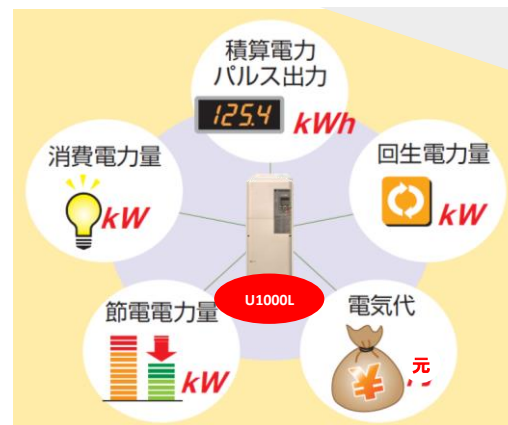 積算電力
パルス出力
125.4 kWh
消費電力量
kW
回生電力量
kW
U1000L
節電電力量
kW
電気代
¥
元